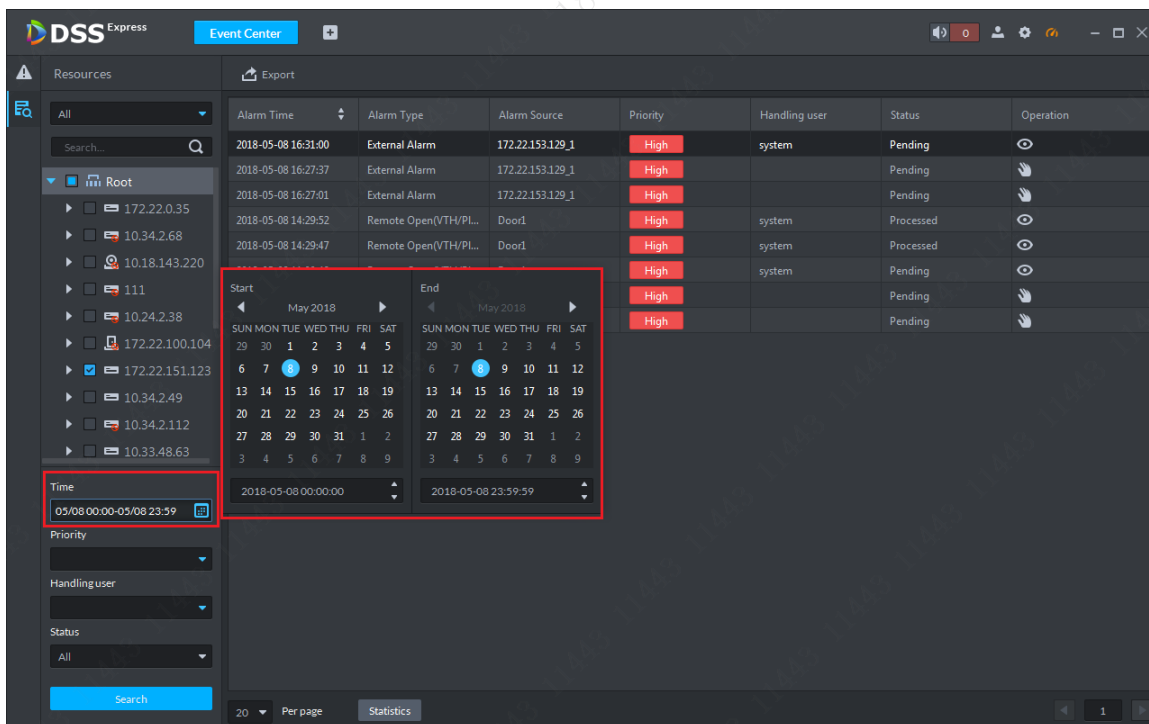 DSS Express Event Center 0
Resources Export
All
Search...
Root
172.22.0.35
10.34.2.68
10.18.143.220
111
10.24.2.38
172.22.100.104
172.22.151.123
10.34.2.49
10.34.2.112
10.33.48.63
Time
05/08 00:00-05/08 23:59
Priority
Handling user
Status
All
Search
Alarm Time Alarm Type Alarm Source Priority Handling user Status Operation
2018-05-08 16:31:00 External Alarm 172.22.153.129_1 High system Pending
2018-05-08 16:27:37 External Alarm 172.22.153.129_1 High Pending
2018-05-08 16:27:01 External Alarm 172.22.153.129_1 High Pending
2018-05-08 14:29:52 Remote Open(VTH/PI... Door1 High system Processed
2018-05-08 14:29:47 Remote Open(VTH/PI... Door1 High system Processed
High system Pending
High Pending
High Pending
Start
May 2018
SUN MON TUE WED THU FRI SAT
29 30 1 2 3 4 5
6 7 8 9 10 11 12
13 14 15 16 17 18 19
20 21 22 23 24 25 26
27 28 29 30 31 1 2
3 4 5 6 7 8 9
2018-05-08 00:00:00
End
May 2018
SUN MON TUE WED THU FRI SAT
29 30 1 2 3 4 5
6 7 8 9 10 11 12
13 14 15 16 17 18 19
20 21 22 23 24 25 26
27 28 29 30 31 1 2
3 4 5 6 7 8 9
2018-05-08 23:59:59
20 Per page Statistics 1